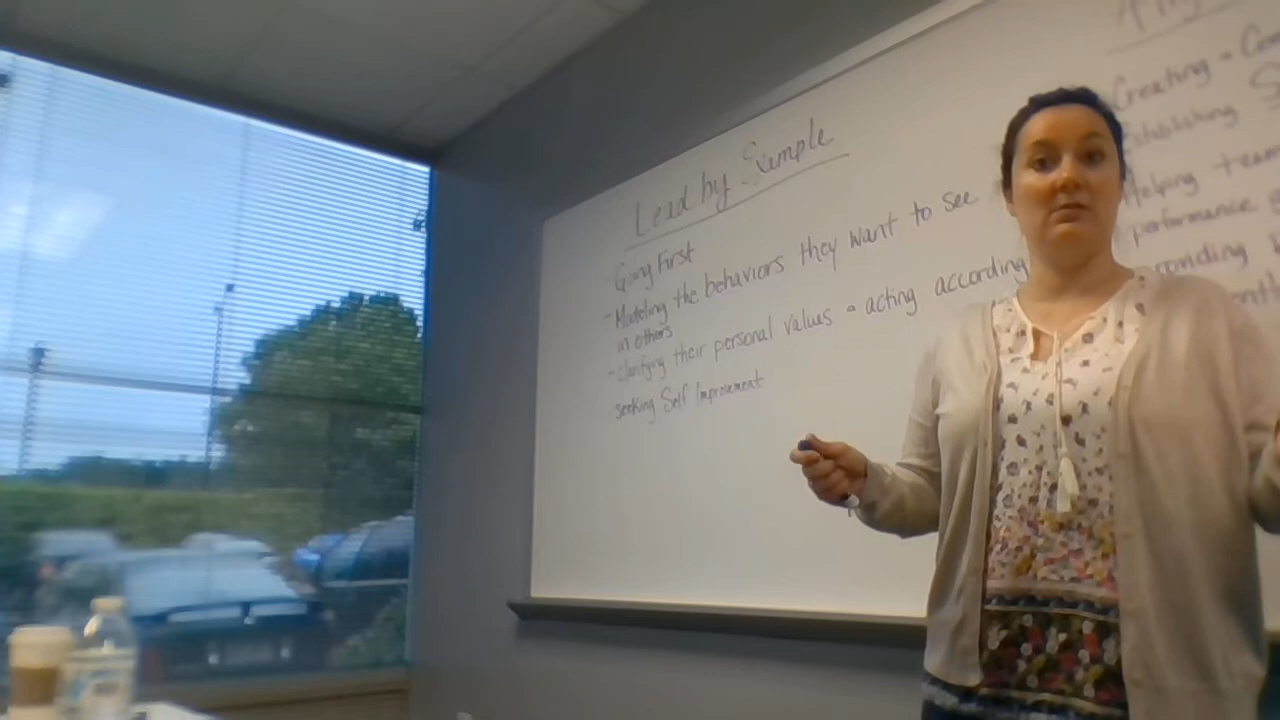 Lead by Example
- Going First
- Modeling the behaviors they want to see
in others
- Clarifying their personal values • acting according
seeking Self Improvement
Creating -
Establishing
Helping team
performance